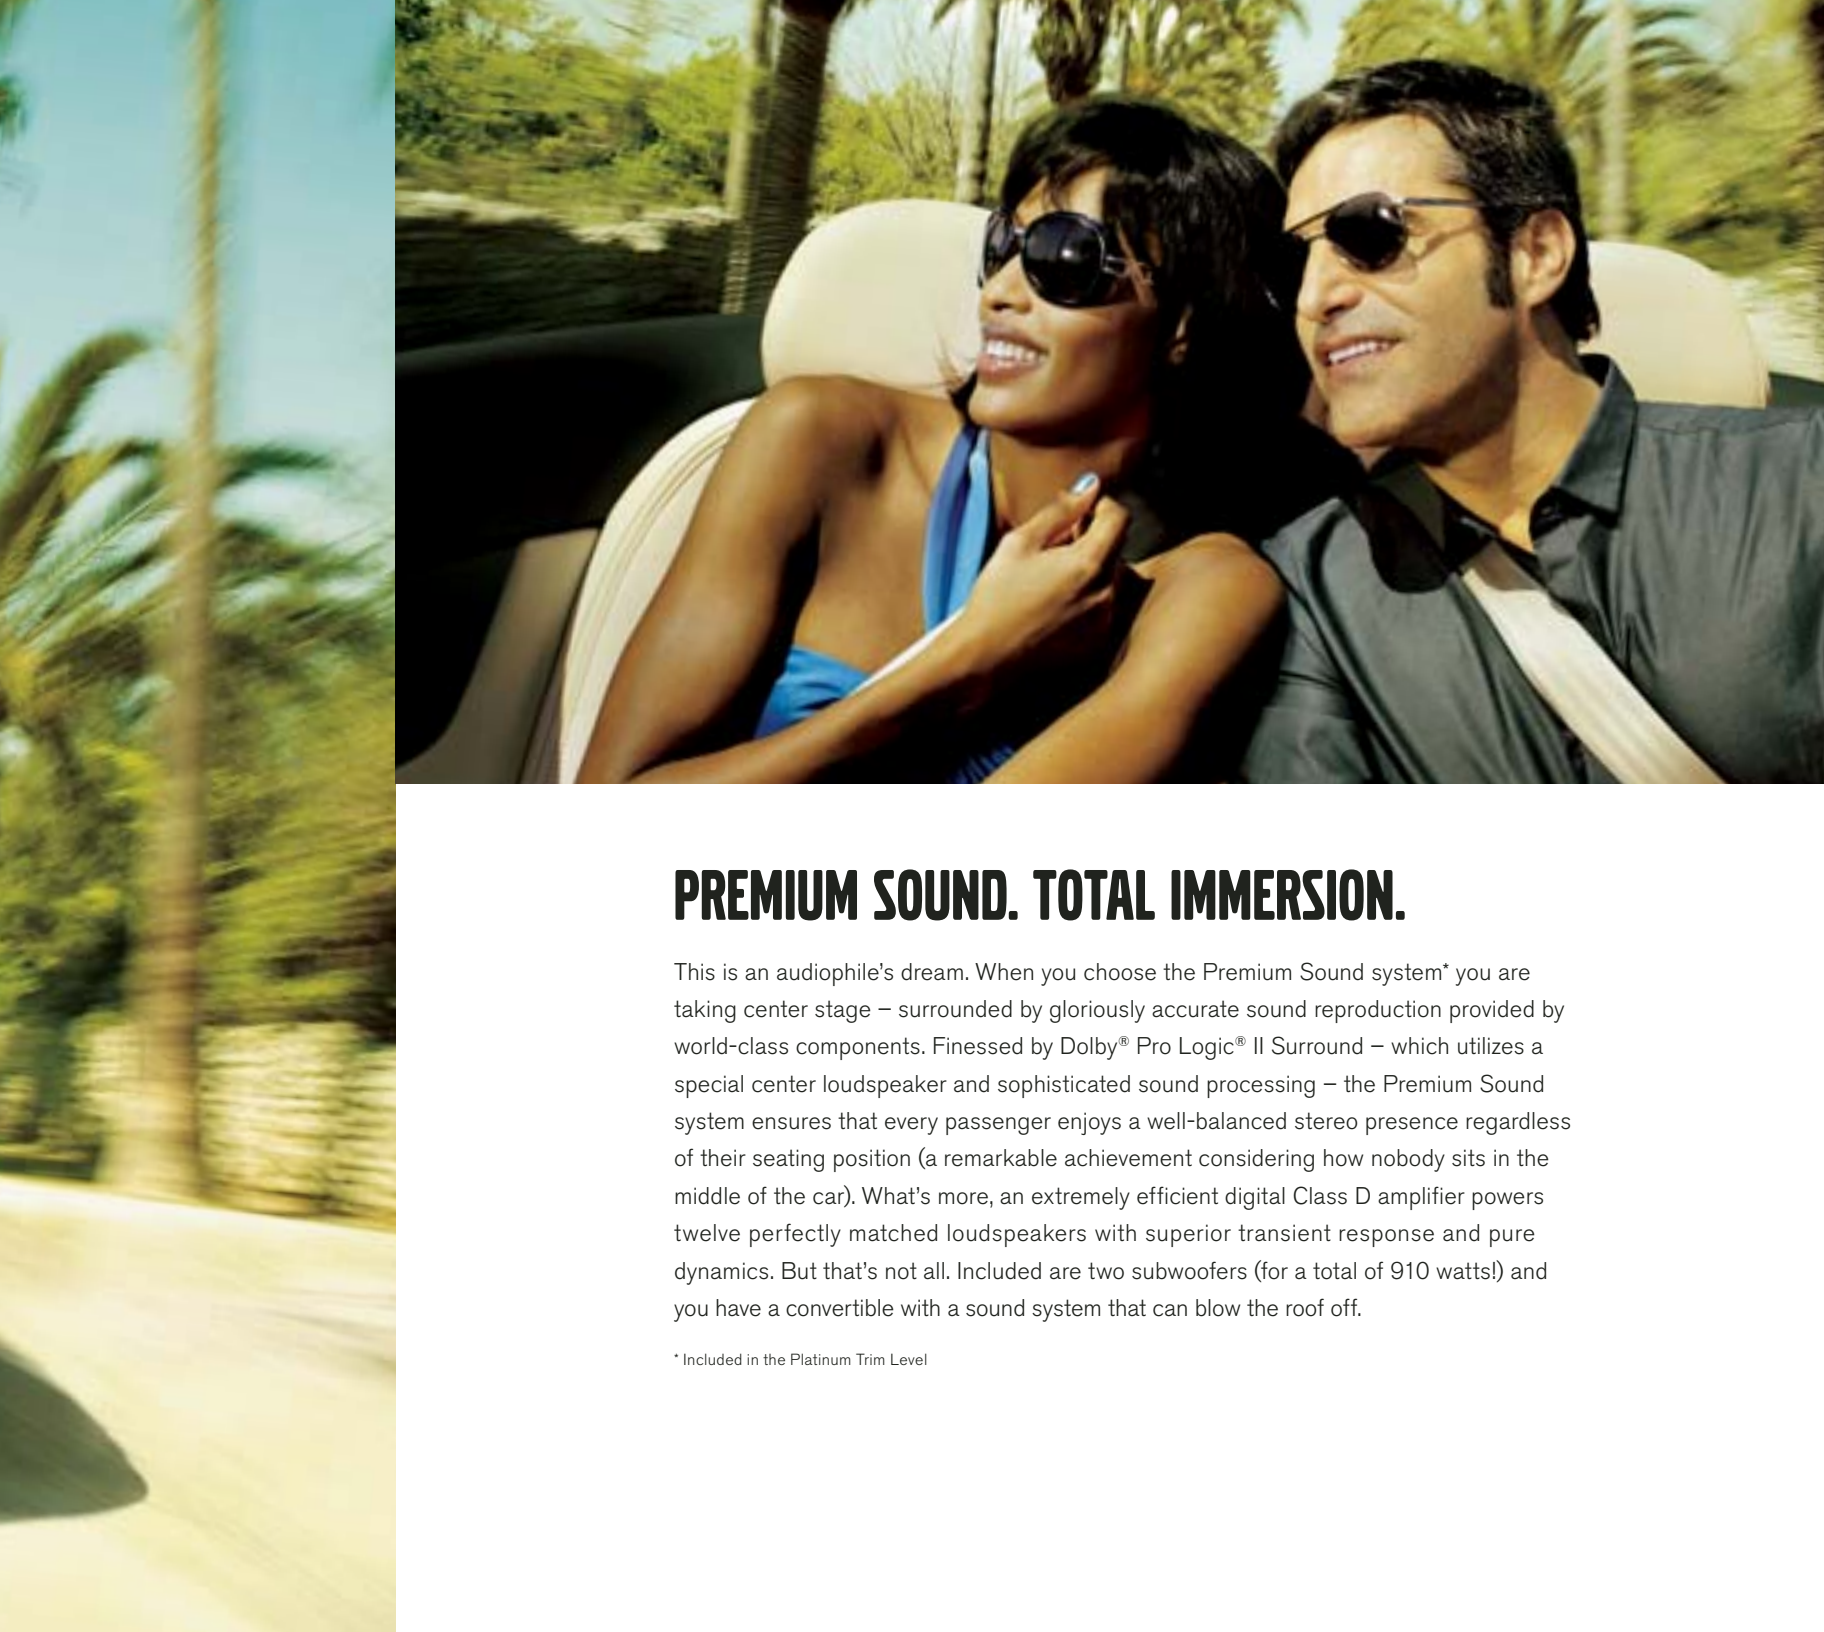 PREMIUM SOUND. TOTAL IMMERSION.
This is an audiophile's dream. When you choose the Premium Sound system* you are
taking center stage – surrounded by gloriously accurate sound reproduction provided by
world-class components. Finessed by Dolby® Pro Logic® II Surround – which utilizes a
special center loudspeaker and sophisticated sound processing – the Premium Sound
system ensures that every passenger enjoys a well-balanced stereo presence regardless
of their seating position (a remarkable achievement considering how nobody sits in the
middle of the car). What's more, an extremely efficient digital Class D amplifier powers
twelve perfectly matched loudspeakers with superior transient response and pure
dynamics. But that's not all. Included are two subwoofers (for a total of 910 watts!) and
you have a convertible with a sound system that can blow the roof off.
* Included in the Platinum Trim Level